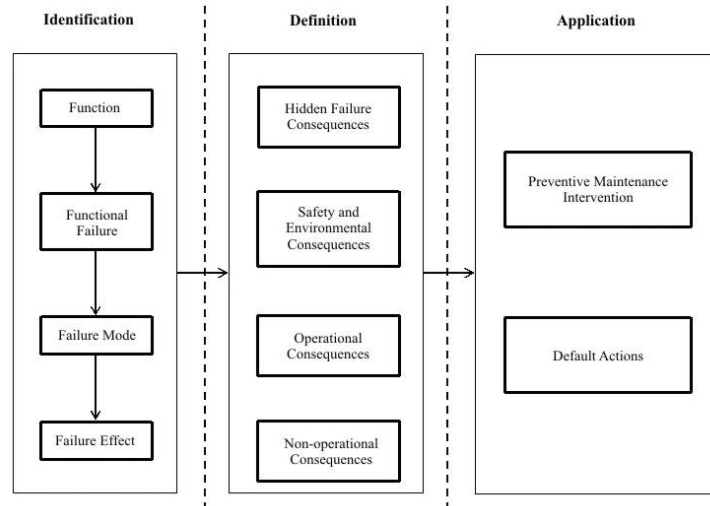 Identification
Function
Functional
Failure
Failure Mode
Failure Effect
Definition
Hidden Failure
Consequences
Safety and
Environmental
Consequences
Operational
Consequences
Non-operational
Consequences
Application
Preventive Maintenance
Intervention
Default Actions